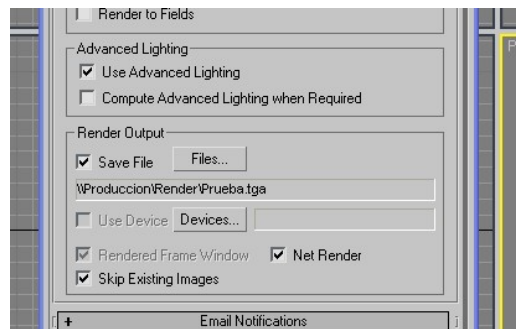 Render to Fields
Advanced Lighting
Use Advanced Lighting
Compute Advanced Lighting when Required
Render Output
Save File Files...
\\Produccion\Render\Prueba.tga
Use Device Devices...
Rendered Frame Window Net Render
Skip Existing Images
+ Email Notifications
P